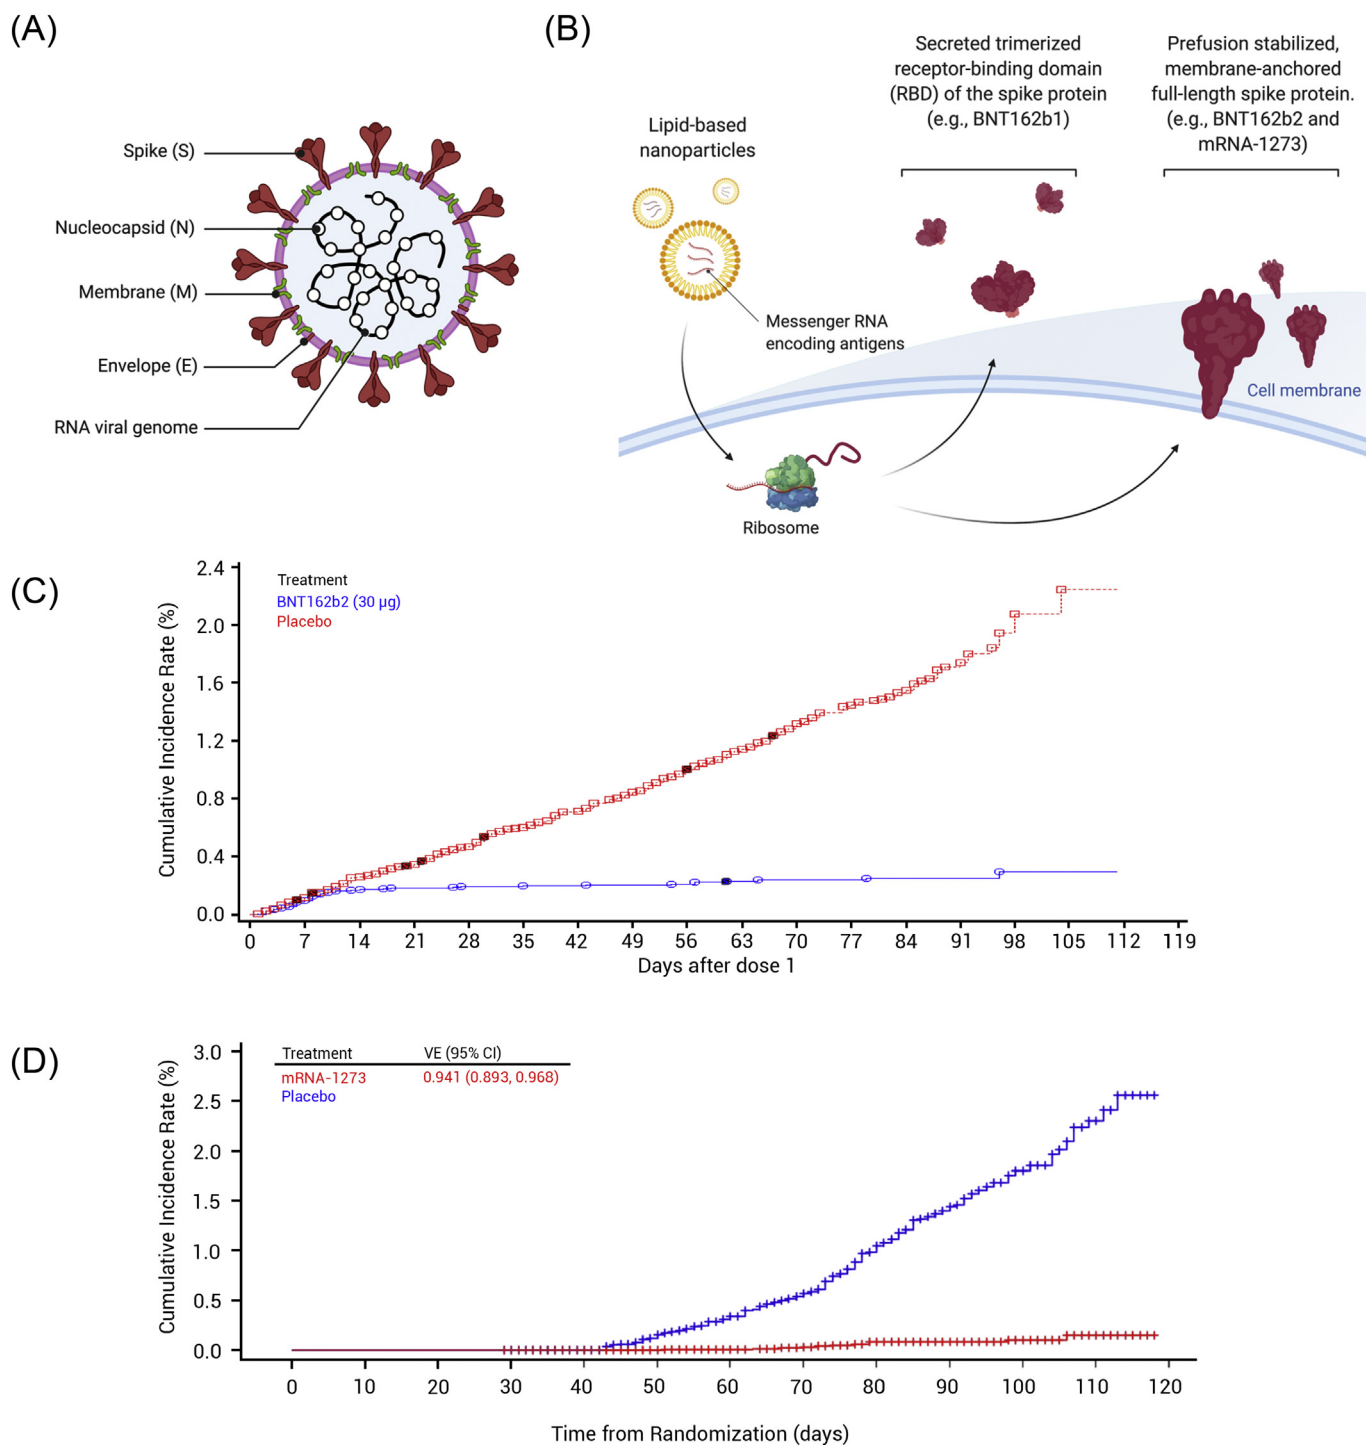 (A)
Spike (S)
Nucleocapsid (N)
Membrane (M)
Envelope (E)
RNA viral genome
(B)
Lipid-based
nanoparticles
Secreted trimerized
receptor-binding domain
(RBD) of the spike protein
(e.g., BNT162b1)
Prefusion stabilized,
membrane-anchored
full-length spike protein.
(e.g., BNT162b2 and
mRNA-1273)
Messenger RNA
encoding antigens
Cell membrane
Ribosome
(C)
Cumulative Incidence Rate (%)
2.4
2.0
1.6
1.2
0.8
0.4
0.0
Treatment
BNT162b2 (30 µg)
Placebo
0 7 14 21 28 35 42 49 56 63 70 77 84 91 98 105 112 119
Days after dose 1
(D)
Cumulative Incidence Rate (%)
3.0
2.5
2.0
1.5
1.0
0.5
0.0
Treatment VE (95% CI)
mRNA-1273 0.941 (0.893, 0.968)
Placebo
0 10 20 30 40 50 60 70 80 90 100 110 120
Time from Randomization (days)